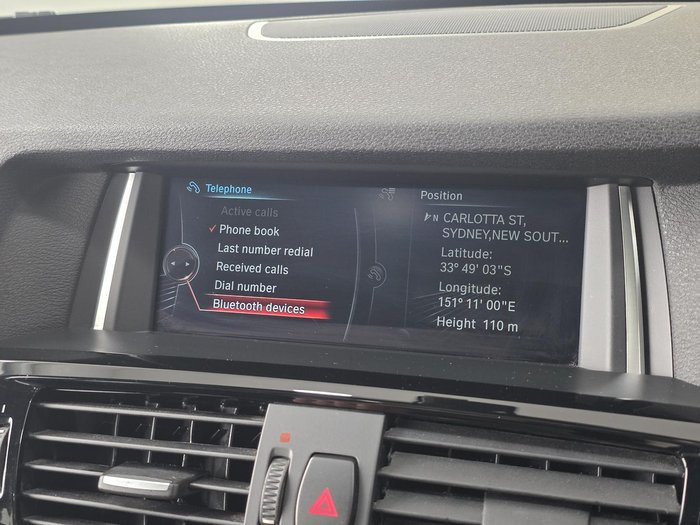 Telephone
Active calls
Phone book
Last number redial
Received calls
Dial number
Bluetooth devices
Position
N CARLOTTA ST,
SYDNEY,NEW SOUT...
Latitude:
33° 49' 03"S
Longitude:
151° 11' 00"E
Height 110 m